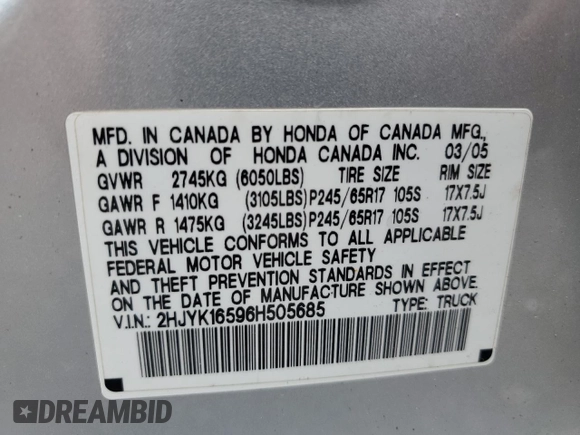 MFD. IN CANADA BY HONDA OF CANADA MFG.,
A DIVISION OF HONDA CANADA INC. 03/05
GVWR 2745KG (6050LBS) TIRE SIZE RIM SIZE
GAWR F 1410KG (3105LBS) P245/65R17 105S 17X7.5J
GAWR R 1475KG (3245LBS) P245/65R17 105S 17X7.5J
THIS VEHICLE CONFORMS TO ALL APPLICABLE
FEDERAL MOTOR VEHICLE SAFETY
AND THEFT PREVENTION STANDARDS IN EFFECT
ON THE DATE OF MANUFACTURE SHOWN ABOVE.
V.I.N.: 2HJYK16596H505685 TYPE: TRUCK
DREAMBID